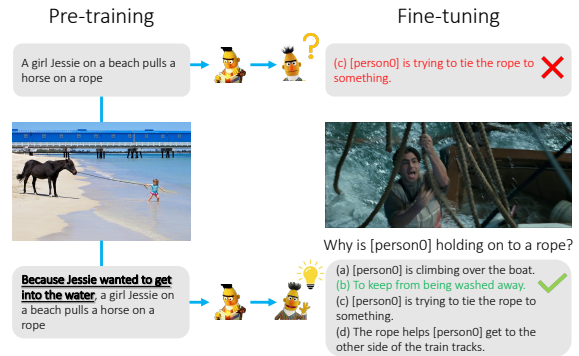 Pre-training
Fine-tuning
A girl Jessie on a beach pulls a
horse on a rope
?
(c) [person0] is trying to tie the rope to
something.
Why is [person0] holding on to a rope?
Because Jessie wanted to get
into the water, a girl Jessie on
a beach pulls a horse on a
rope
(a) [person0] is climbing over the boat.
(b) To keep from being washed away.
(c) [person0] is trying to tie the rope to
something.
(d) The rope helps [person0] get to the
other side of the train tracks.